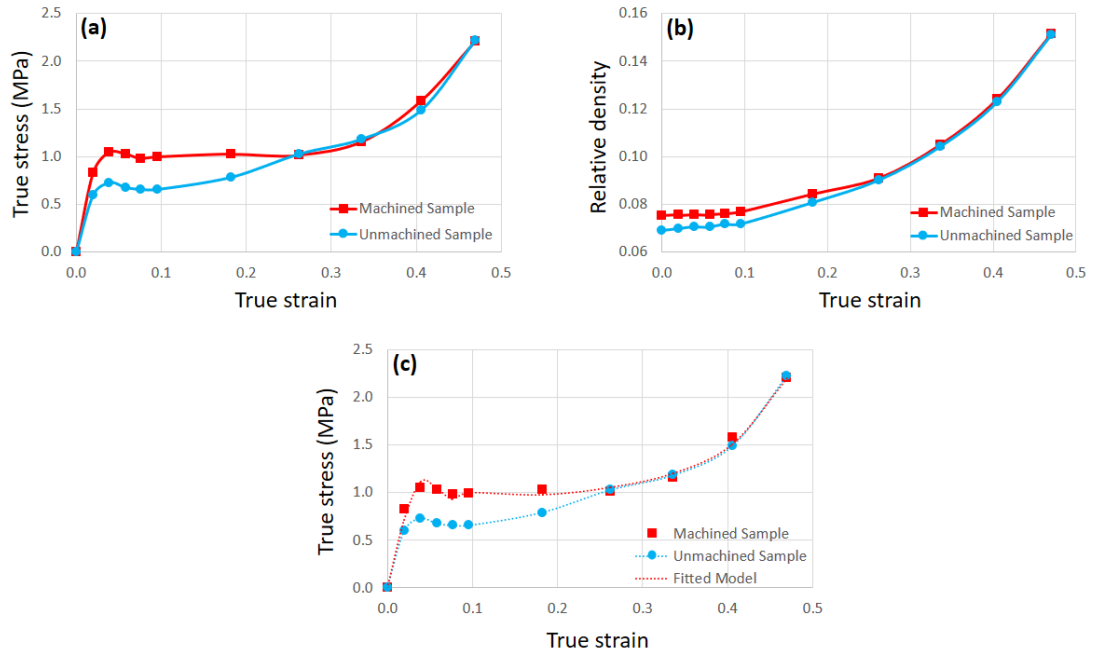 (a)
True stress (MPa)
2.5
2.0
1.5
1.0
0.5
0.0
0.0 0.1 0.2 0.3 0.4 0.5
True strain
Machined Sample
Unmachined Sample
(b)
Relative density
0.16
0.14
0.12
0.10
0.08
0.06
0.0 0.1 0.2 0.3 0.4 0.5
True strain
Machined Sample
Unmachined Sample
(c)
True stress (MPa)
2.5
2.0
1.5
1.0
0.5
0.0
0.0 0.1 0.2 0.3 0.4 0.5
True strain
Machined Sample
Unmachined Sample
Fitted Model